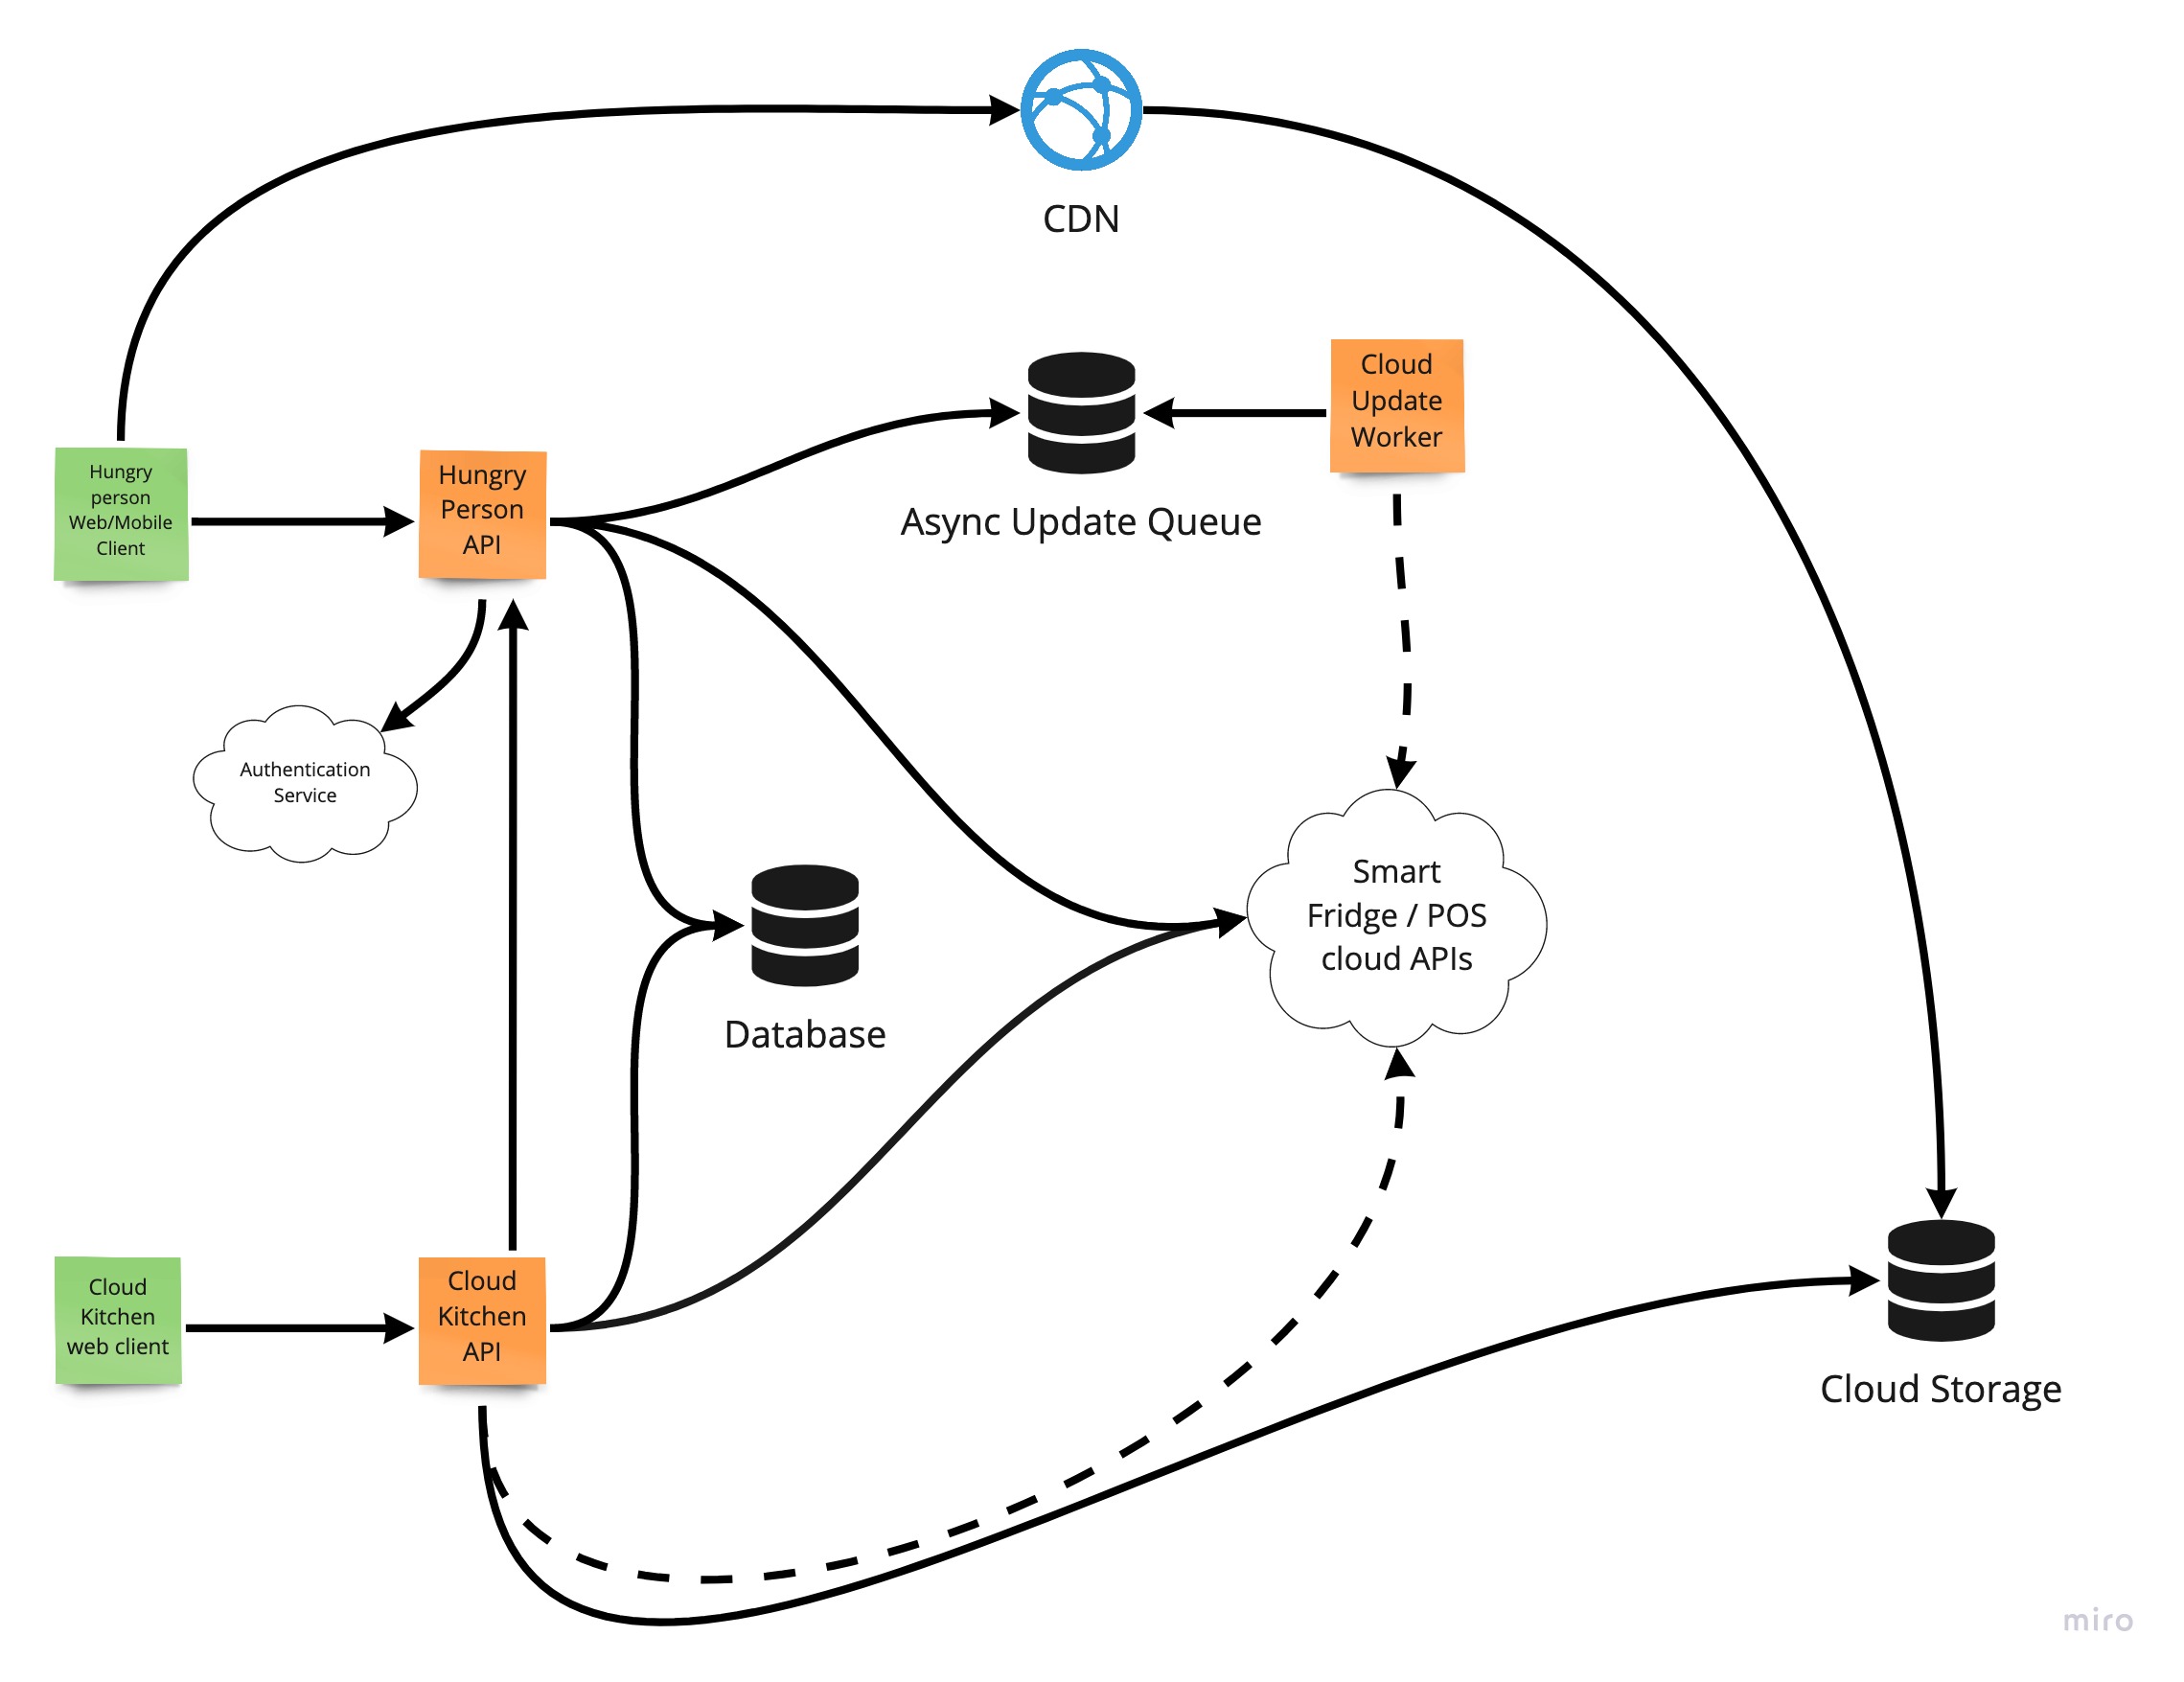 CDN
Cloud
Update
Worker
Hungry
person
Web/Mobile
Client
Hungry
Person
API
Async Update Queue
Authentication
Service
Smart
Fridge / POS
cloud APIs
Database
Cloud
Kitchen
web client
Cloud
Kitchen
API
Cloud Storage
miro